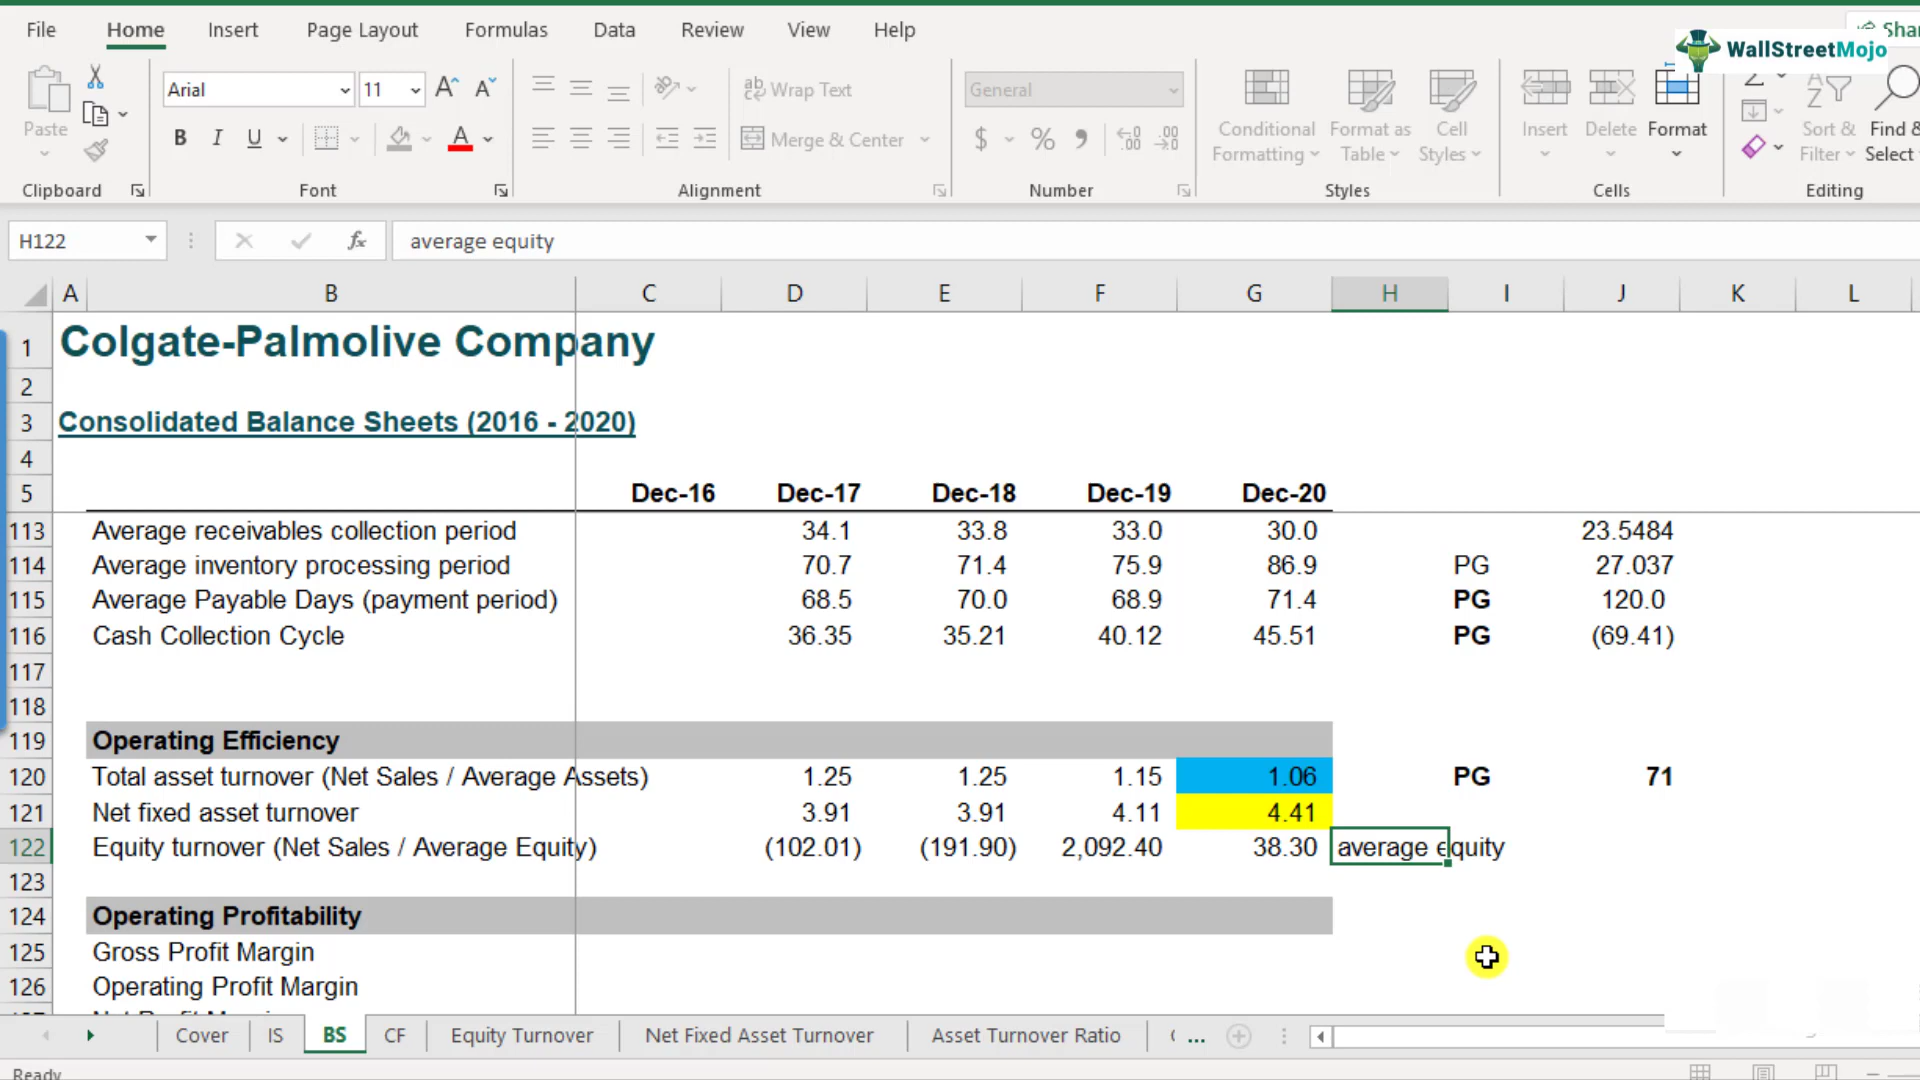 File Home Insert Page Layout Formulas Data Review View Help
WallStreetMojo
Paste Arial 11 Wrap Text General
B I U Merge & Center $ % Conditional Formatting Format as Table Cell Styles Insert Delete Format Sort & Filter Find & Select
Clipboard Font Alignment Number Styles Cells Editing
H122 fx average equity
A B C D E F G H I J K L
1 Colgate-Palmolive Company
2
3 Consolidated Balance Sheets (2016 - 2020)
4
5 Dec-16 Dec-17 Dec-18 Dec-19 Dec-20
113 Average receivables collection period 34.1 33.8 33.0 30.0 23.5484
114 Average inventory processing period 70.7 71.4 75.9 86.9 PG 27.037
115 Average Payable Days (payment period) 68.5 70.0 68.9 71.4 PG 120.0
116 Cash Collection Cycle 36.35 35.21 40.12 45.51 PG (69.41)
117
118
119 Operating Efficiency
120 Total asset turnover (Net Sales / Average Assets) 1.25 1.25 1.15 1.06 PG 71
121 Net fixed asset turnover 3.91 3.91 4.11 4.41
122 Equity turnover (Net Sales / Average Equity) (102.01) (191.90) 2,092.40 38.30 average equity
123
124 Operating Profitability
125 Gross Profit Margin
126 Operating Profit Margin
Cover IS BS CF Equity Turnover Net Fixed Asset Turnover Asset Turnover Ratio ...
Ready